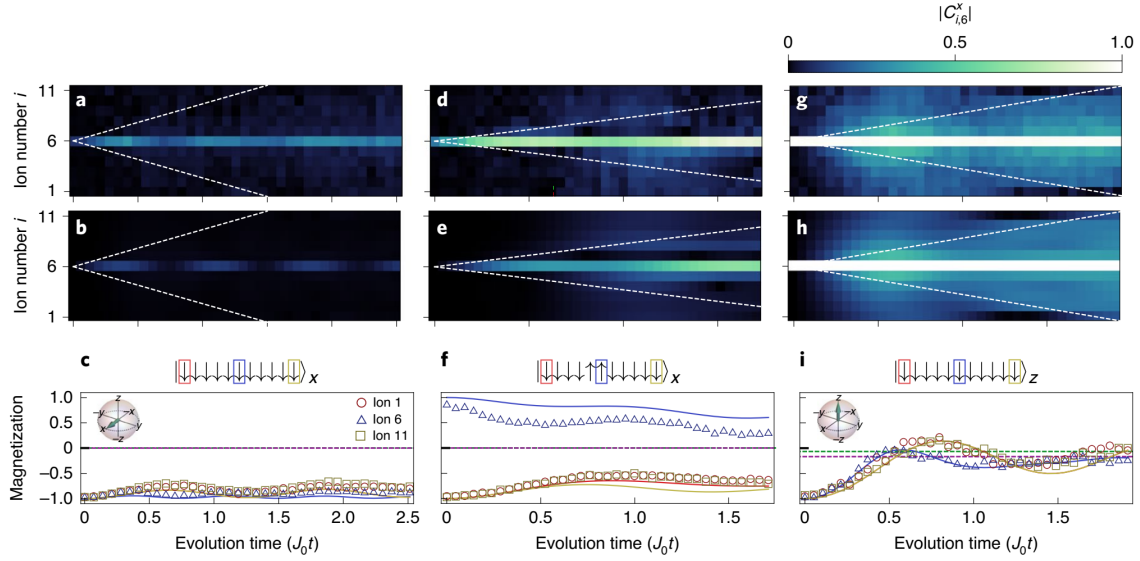 |C^x_{i,6}|
0 0.5 1.0
a d g
11 6 1
Ion number i
b e h
11 6 1
Ion number i
c |↓↓↓↓↓↓↓↓↓↓↓⟩x
f |↓↓↓↓↑↑↓↓↓↓↓⟩x
i |↓↓↓↓↓↓↓↓↓↓↓⟩z
Magnetization
1.0
0.5
0
−0.5
−1.0
z
−x
−y
y
x
−z
Ion 1
Ion 6
Ion 11
z
−x
−y
y
x
−z
0 0.5 1.0 1.5 2.0 2.5
0 0.5 1.0 1.5
0 0.5 1.0 1.5
Evolution time (J₀t)
Evolution time (J₀t)
Evolution time (J₀t)